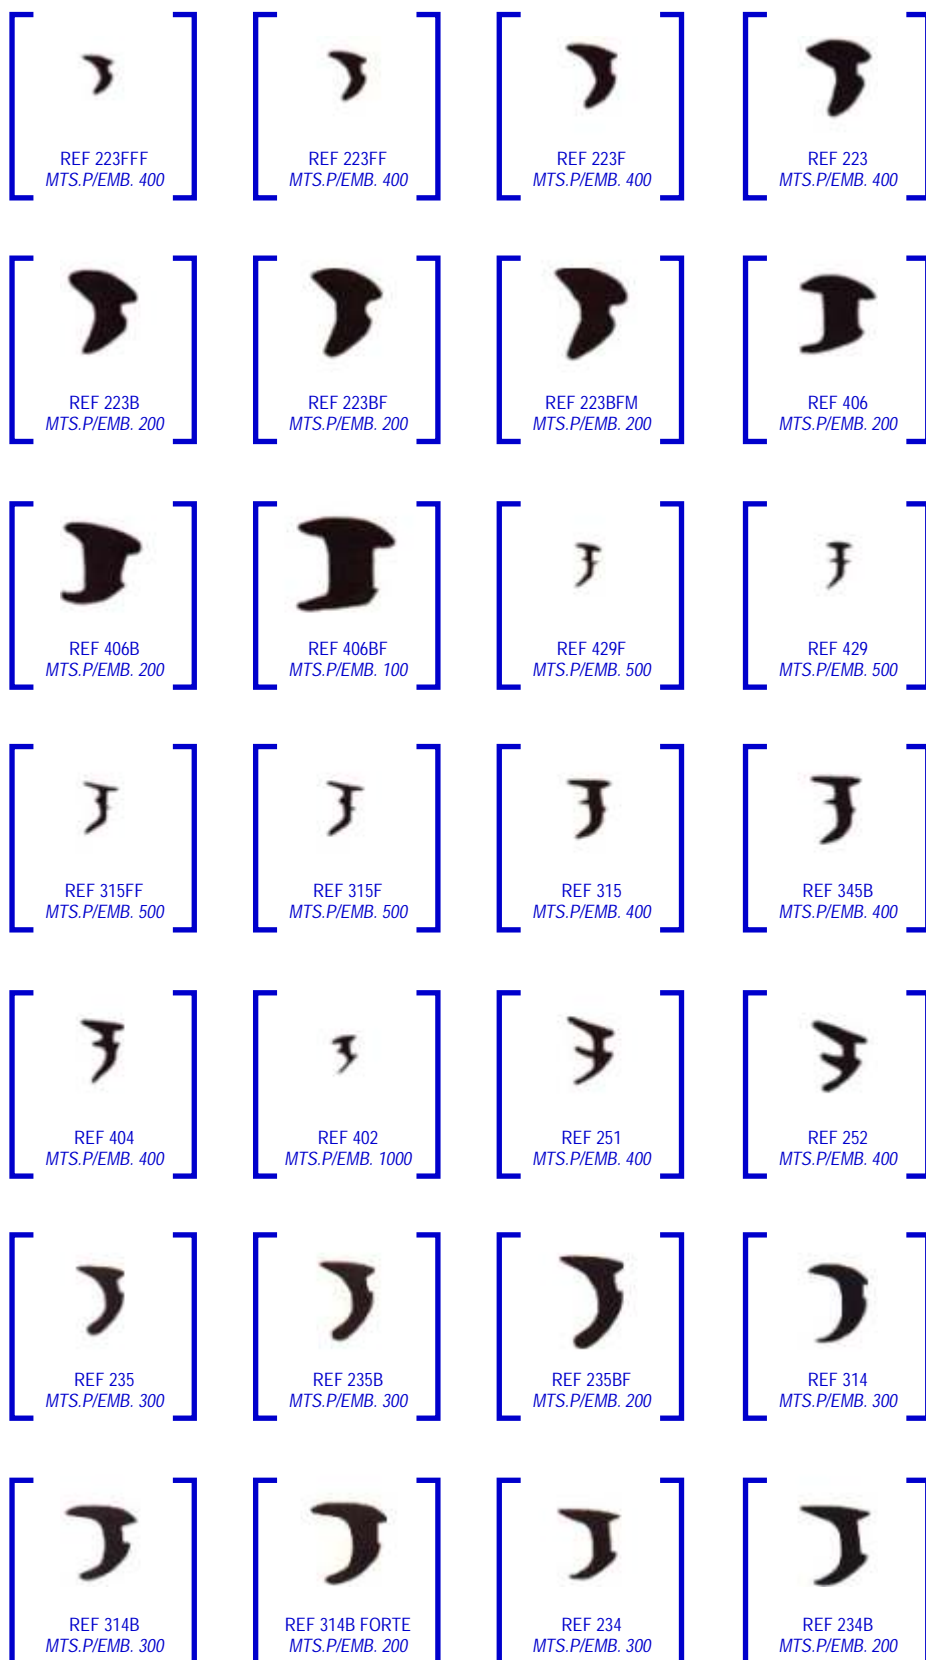 REF 223FFF
MTS.P/EMB. 400
REF 223FF
MTS.P/EMB. 400
REF 223F
MTS.P/EMB. 400
REF 223
MTS.P/EMB. 400
REF 223B
MTS.P/EMB. 200
REF 223BF
MTS.P/EMB. 200
REF 223BFM
MTS.P/EMB. 200
REF 406
MTS.P/EMB. 200
REF 406B
MTS.P/EMB. 200
REF 406BF
MTS.P/EMB. 100
REF 429F
MTS.P/EMB. 500
REF 429
MTS.P/EMB. 500
REF 315FF
MTS.P/EMB. 500
REF 315F
MTS.P/EMB. 500
REF 315
MTS.P/EMB. 400
REF 345B
MTS.P/EMB. 400
REF 404
MTS.P/EMB. 400
REF 402
MTS.P/EMB. 1000
REF 251
MTS.P/EMB. 400
REF 252
MTS.P/EMB. 400
REF 235
MTS.P/EMB. 300
REF 235B
MTS.P/EMB. 300
REF 235BF
MTS.P/EMB. 200
REF 314
MTS.P/EMB. 300
REF 314B
MTS.P/EMB. 300
REF 314B FORTE
MTS.P/EMB. 200
REF 234
MTS.P/EMB. 300
REF 234B
MTS.P/EMB. 200